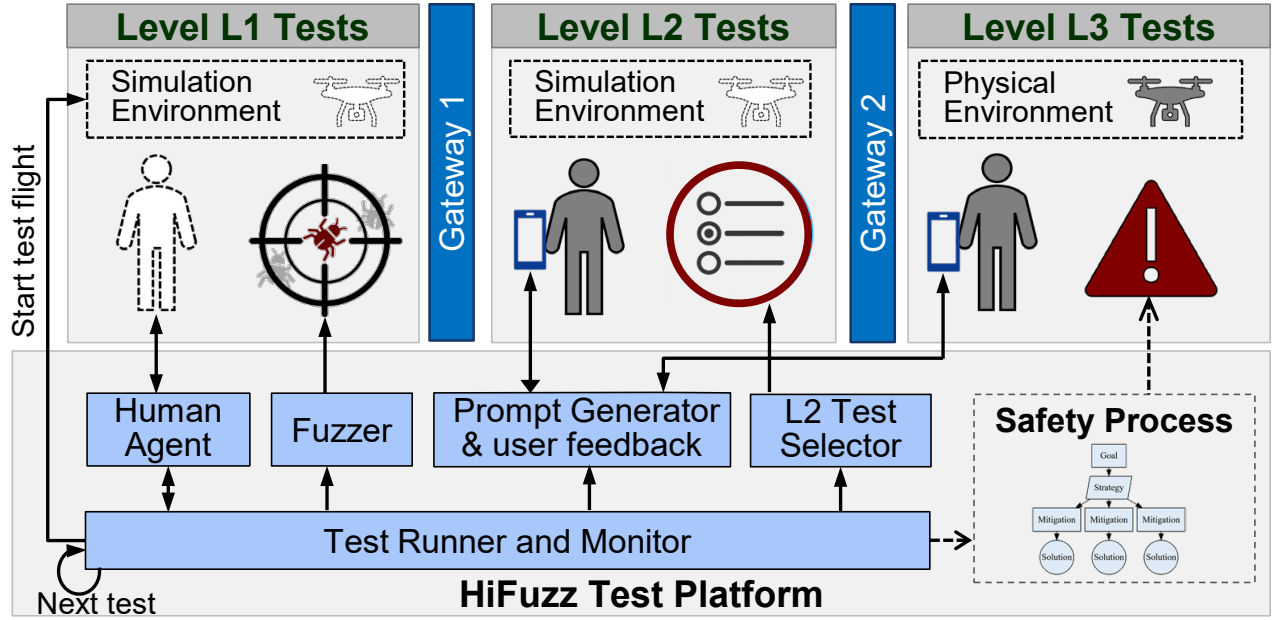 Level L1 Tests
Level L2 Tests
Level L3 Tests
Simulation
Environment
Simulation
Environment
Physical
Environment
Gateway 1
Gateway 2
Start test flight
Human
Agent
Fuzzer
Prompt Generator
& user feedback
L2 Test
Selector
Safety Process
Goal
Strategy
Mitigation
Mitigation
Mitigation
Solution
Solution
Solution
Test Runner and Monitor
Next test
HiFuzz Test Platform